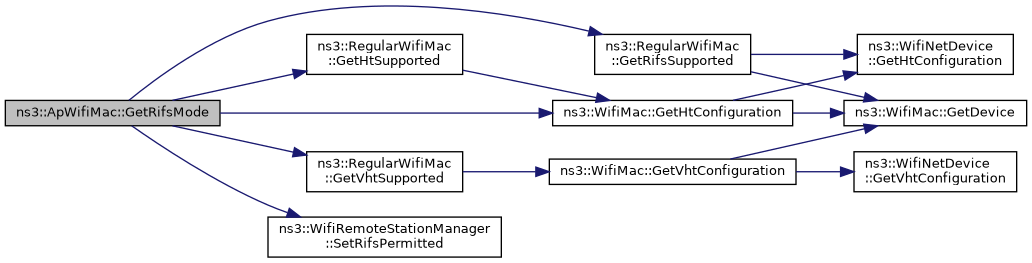 ns3::ApWifiMac::GetRifsMode
ns3::RegularWifiMac
::GetHtSupported
ns3::RegularWifiMac
::GetVhtSupported
ns3::WifiRemoteStationManager
::SetRifsPermitted
ns3::RegularWifiMac
::GetRifsSupported
ns3::WifiMac::GetHtConfiguration
ns3::WifiMac::GetVhtConfiguration
ns3::WifiNetDevice
::GetHtConfiguration
ns3::WifiMac::GetDevice
ns3::WifiNetDevice
::GetVhtConfiguration